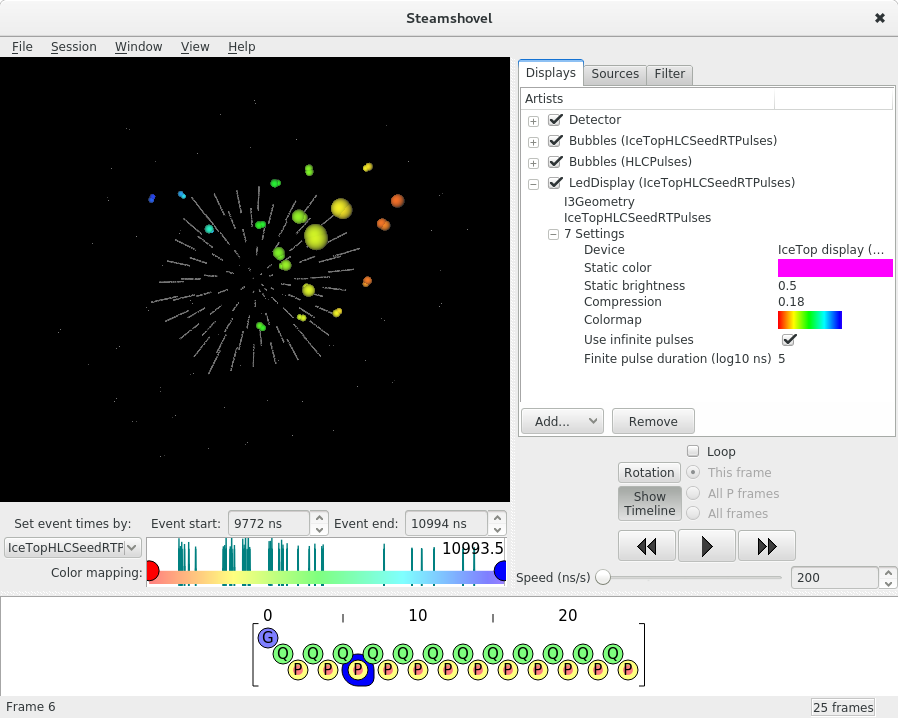 Steamshovel
File Session Window View Help
Displays Sources Filter
Artists
Detector
Bubbles (IceTopHLCSeedRTPulses)
Bubbles (HLCPulses)
LedDisplay (IceTopHLCSeedRTPulses)
I3Geometry
IceTopHLCSeedRTPulses
7 Settings
Device IceTop display (...
Static color
Static brightness 0.5
Compression 0.18
Colormap
Use infinite pulses
Finite pulse duration (log10 ns) 5
Add... Remove
Loop
Rotation This frame
Show Timeline All P frames
All frames
Set event times by: Event start: 9772 ns Event end: 10994 ns
IceTopHLCSeedRTP 10993.5
Color mapping:
Speed (ns/s) 200
0 10 20
G
Q Q Q Q Q Q Q Q Q Q Q Q
P P P P P P P P P P P P
Frame 6 25 frames